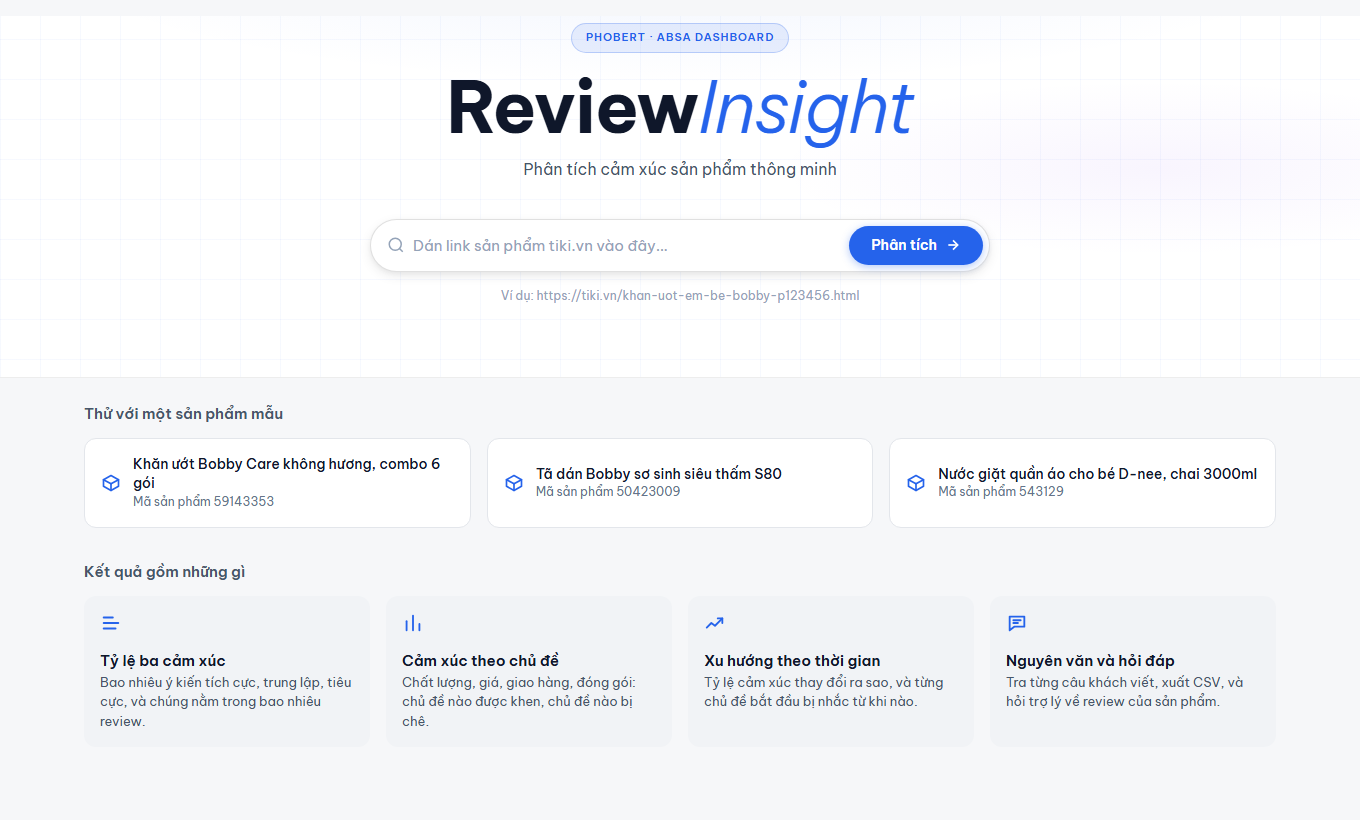 PHOBERT · ABSA DASHBOARD
ReviewInsight
Phân tích cảm xúc sản phẩm thông minh
Dán link sản phẩm tiki.vn vào đây...
Phân tích →
Ví dụ: https://tiki.vn/khan-uot-em-be-bobby-p123456.html
Thử với một sản phẩm mẫu
Khăn ướt Bobby Care không hương, combo 6
gói
Mã sản phẩm 59143353
Tã dán Bobby sơ sinh siêu thấm S80
Mã sản phẩm 50423009
Nước giặt quần áo cho bé D-nee, chai 3000ml
Mã sản phẩm 543129
Kết quả gồm những gì
Tỷ lệ ba cảm xúc
Bao nhiêu ý kiến tích cực, trung lập, tiêu
cực, và chúng nằm trong bao nhiêu
review.
Cảm xúc theo chủ đề
Chất lượng, giá, giao hàng, đóng gói:
chủ đề nào được khen, chủ đề nào bị
chê.
Xu hướng theo thời gian
Tỷ lệ cảm xúc thay đổi ra sao, và từng
chủ đề bắt đầu bị nhắc từ khi nào.
Nguyên văn và hỏi đáp
Tra từng câu khách viết, xuất CSV, và
hỏi trợ lý về review của sản phẩm.